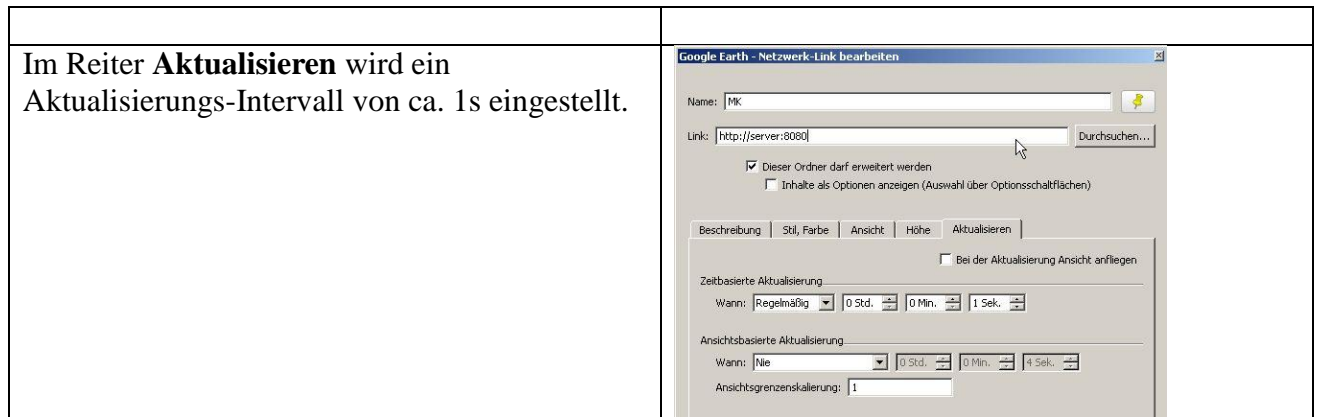 Im Reiter Aktualisieren wird ein
Aktualisierungs-Intervall von ca. 1s eingestellt.
Google Earth - Netzwerk-Link bearbeiten
Name: MK
Link: http://server:8080 Durchsuchen...
Dieser Ordner darf erweitert werden
Inhalte als Optionen anzeigen (Auswahl über Optionsschaltflächen)
Beschreibung Stil, Farbe Ansicht Höhe Aktualisieren
Bei der Aktualisierung Ansicht anfliegen
Zeitbasierte Aktualisierung
Wann: Regelmäßig 0 Std. 0 Min. 1 Sek.
Ansichtsbasierte Aktualisierung
Wann: Nie 0 Std. 0 Min. 4 Sek.
Ansichtsgrenzenskalierung: 1